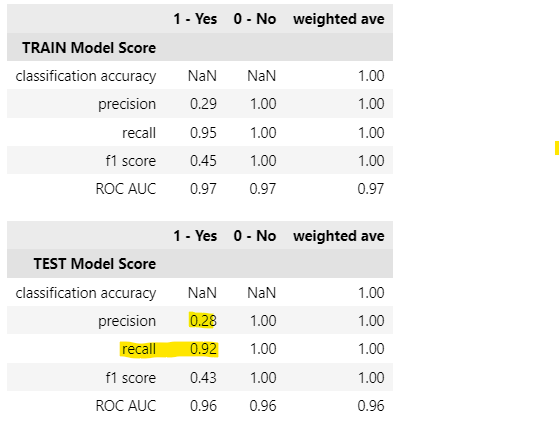 1 - Yes 0 - No weighted ave
TRAIN Model Score
classification accuracy NaN NaN 1.00
precision 0.29 1.00 1.00
recall 0.95 1.00 1.00
f1 score 0.45 1.00 1.00
ROC AUC 0.97 0.97 0.97
1 - Yes 0 - No weighted ave
TEST Model Score
classification accuracy NaN NaN 1.00
precision 0.28 1.00 1.00
recall 0.92 1.00 1.00
f1 score 0.43 1.00 1.00
ROC AUC 0.96 0.96 0.96